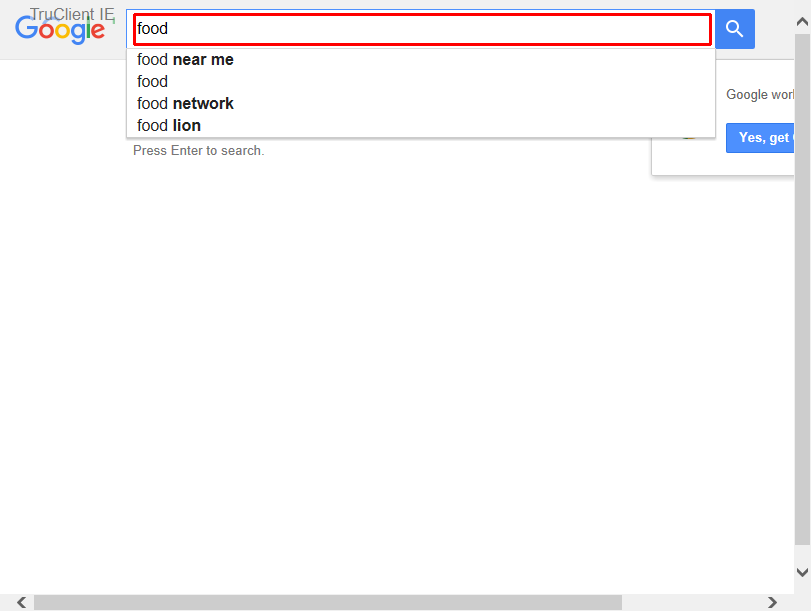 TruClient IE
Google
food
food near me
food
food network
food lion
Press Enter to search.
Google worl
Yes, get